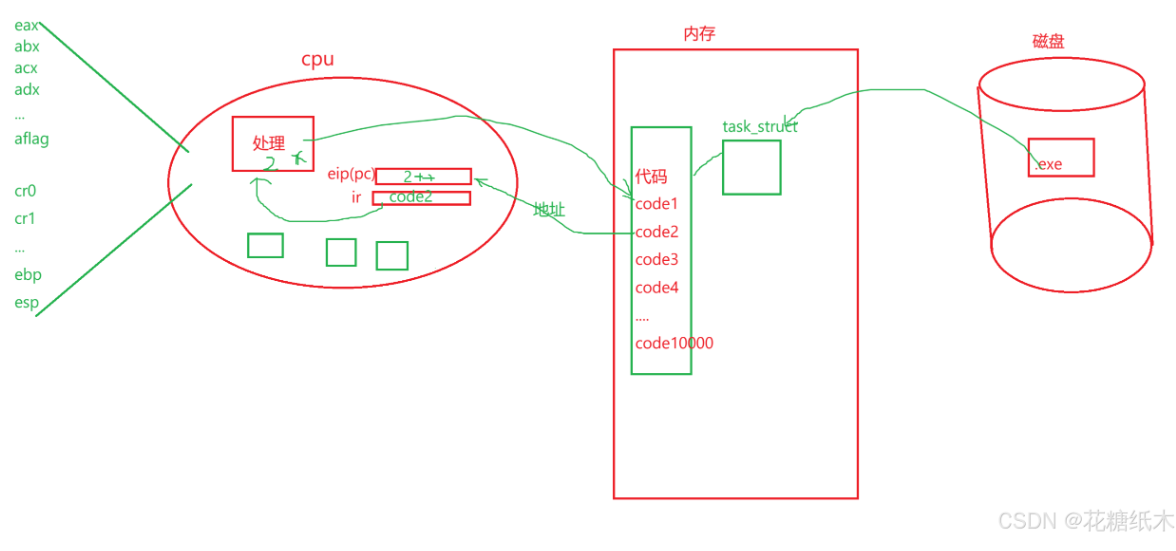 eax
abx
acx
adx
...
aflag
cr0
cr1
...
ebp
esp
cpu
处理
2
eip(pc)
2++
ir
code2
地址
内存
代码
code1
code2
code3
code4
....
code10000
task_struct
磁盘
.exe
CSDN @花糖纸木